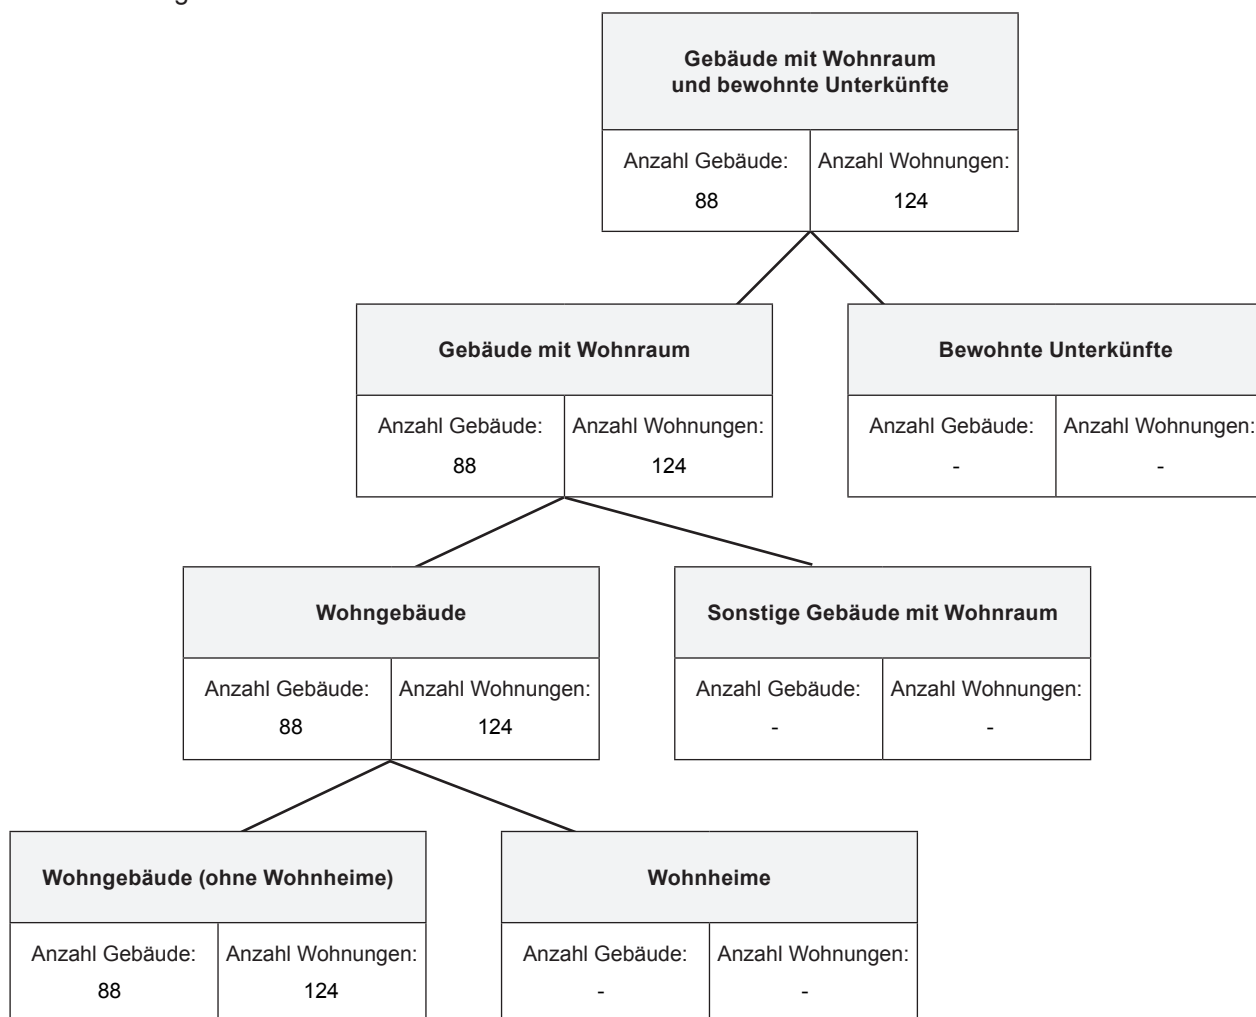 Gebäude mit Wohnraum
und bewohnte Unterkünfte
Anzahl Gebäude: Anzahl Wohnungen:
88 124
Gebäude mit Wohnraum Bewohnte Unterkünfte
Anzahl Gebäude: Anzahl Wohnungen: Anzahl Gebäude: Anzahl Wohnungen:
88 124 - -
Wohngebäude Sonstige Gebäude mit Wohnraum
Anzahl Gebäude: Anzahl Wohnungen: Anzahl Gebäude: Anzahl Wohnungen:
88 124 - -
Wohngebäude (ohne Wohnheime) Wohnheime
Anzahl Gebäude: Anzahl Wohnungen: Anzahl Gebäude: Anzahl Wohnungen:
88 124 - -